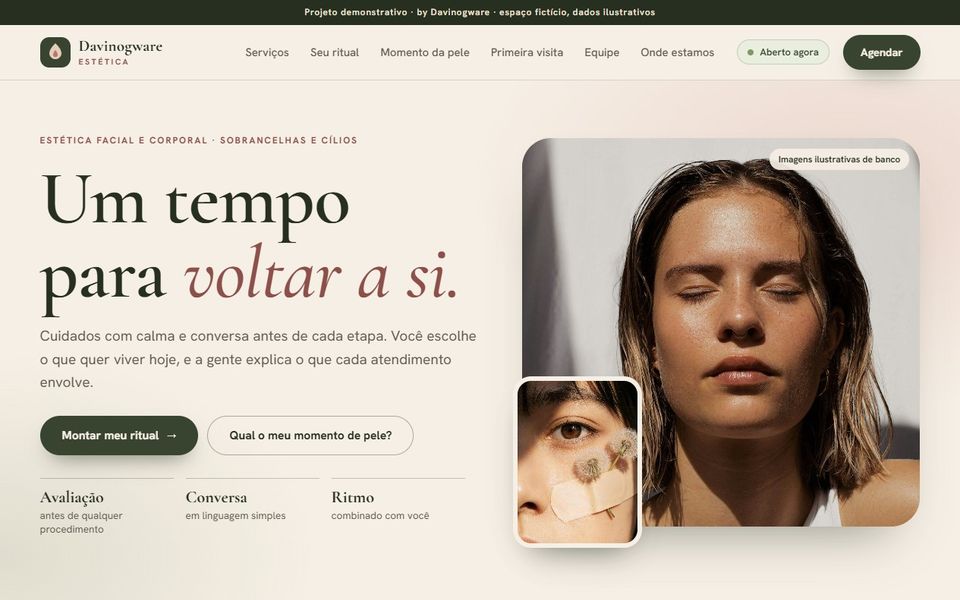 Projeto demonstrativo · by Davinogware · espaço fictício, dados ilustrativos
Davinogware
ESTÉTICA
Serviços
Seu ritual
Momento da pele
Primeira visita
Equipe
Onde estamos
Aberto agora
Agendar
ESTÉTICA FACIAL E CORPORAL · SOBRANCELHAS E CÍLIOS
Um tempo
para voltar a si.
Cuidados com calma e conversa antes de cada etapa. Você escolhe
o que quer viver hoje, e a gente explica o que cada atendimento
envolve.
Montar meu ritual →
Qual o meu momento de pele?
Avaliação
antes de qualquer
procedimento
Conversa
em linguagem simples
Ritmo
combinado com você
Imagens ilustrativas de banco